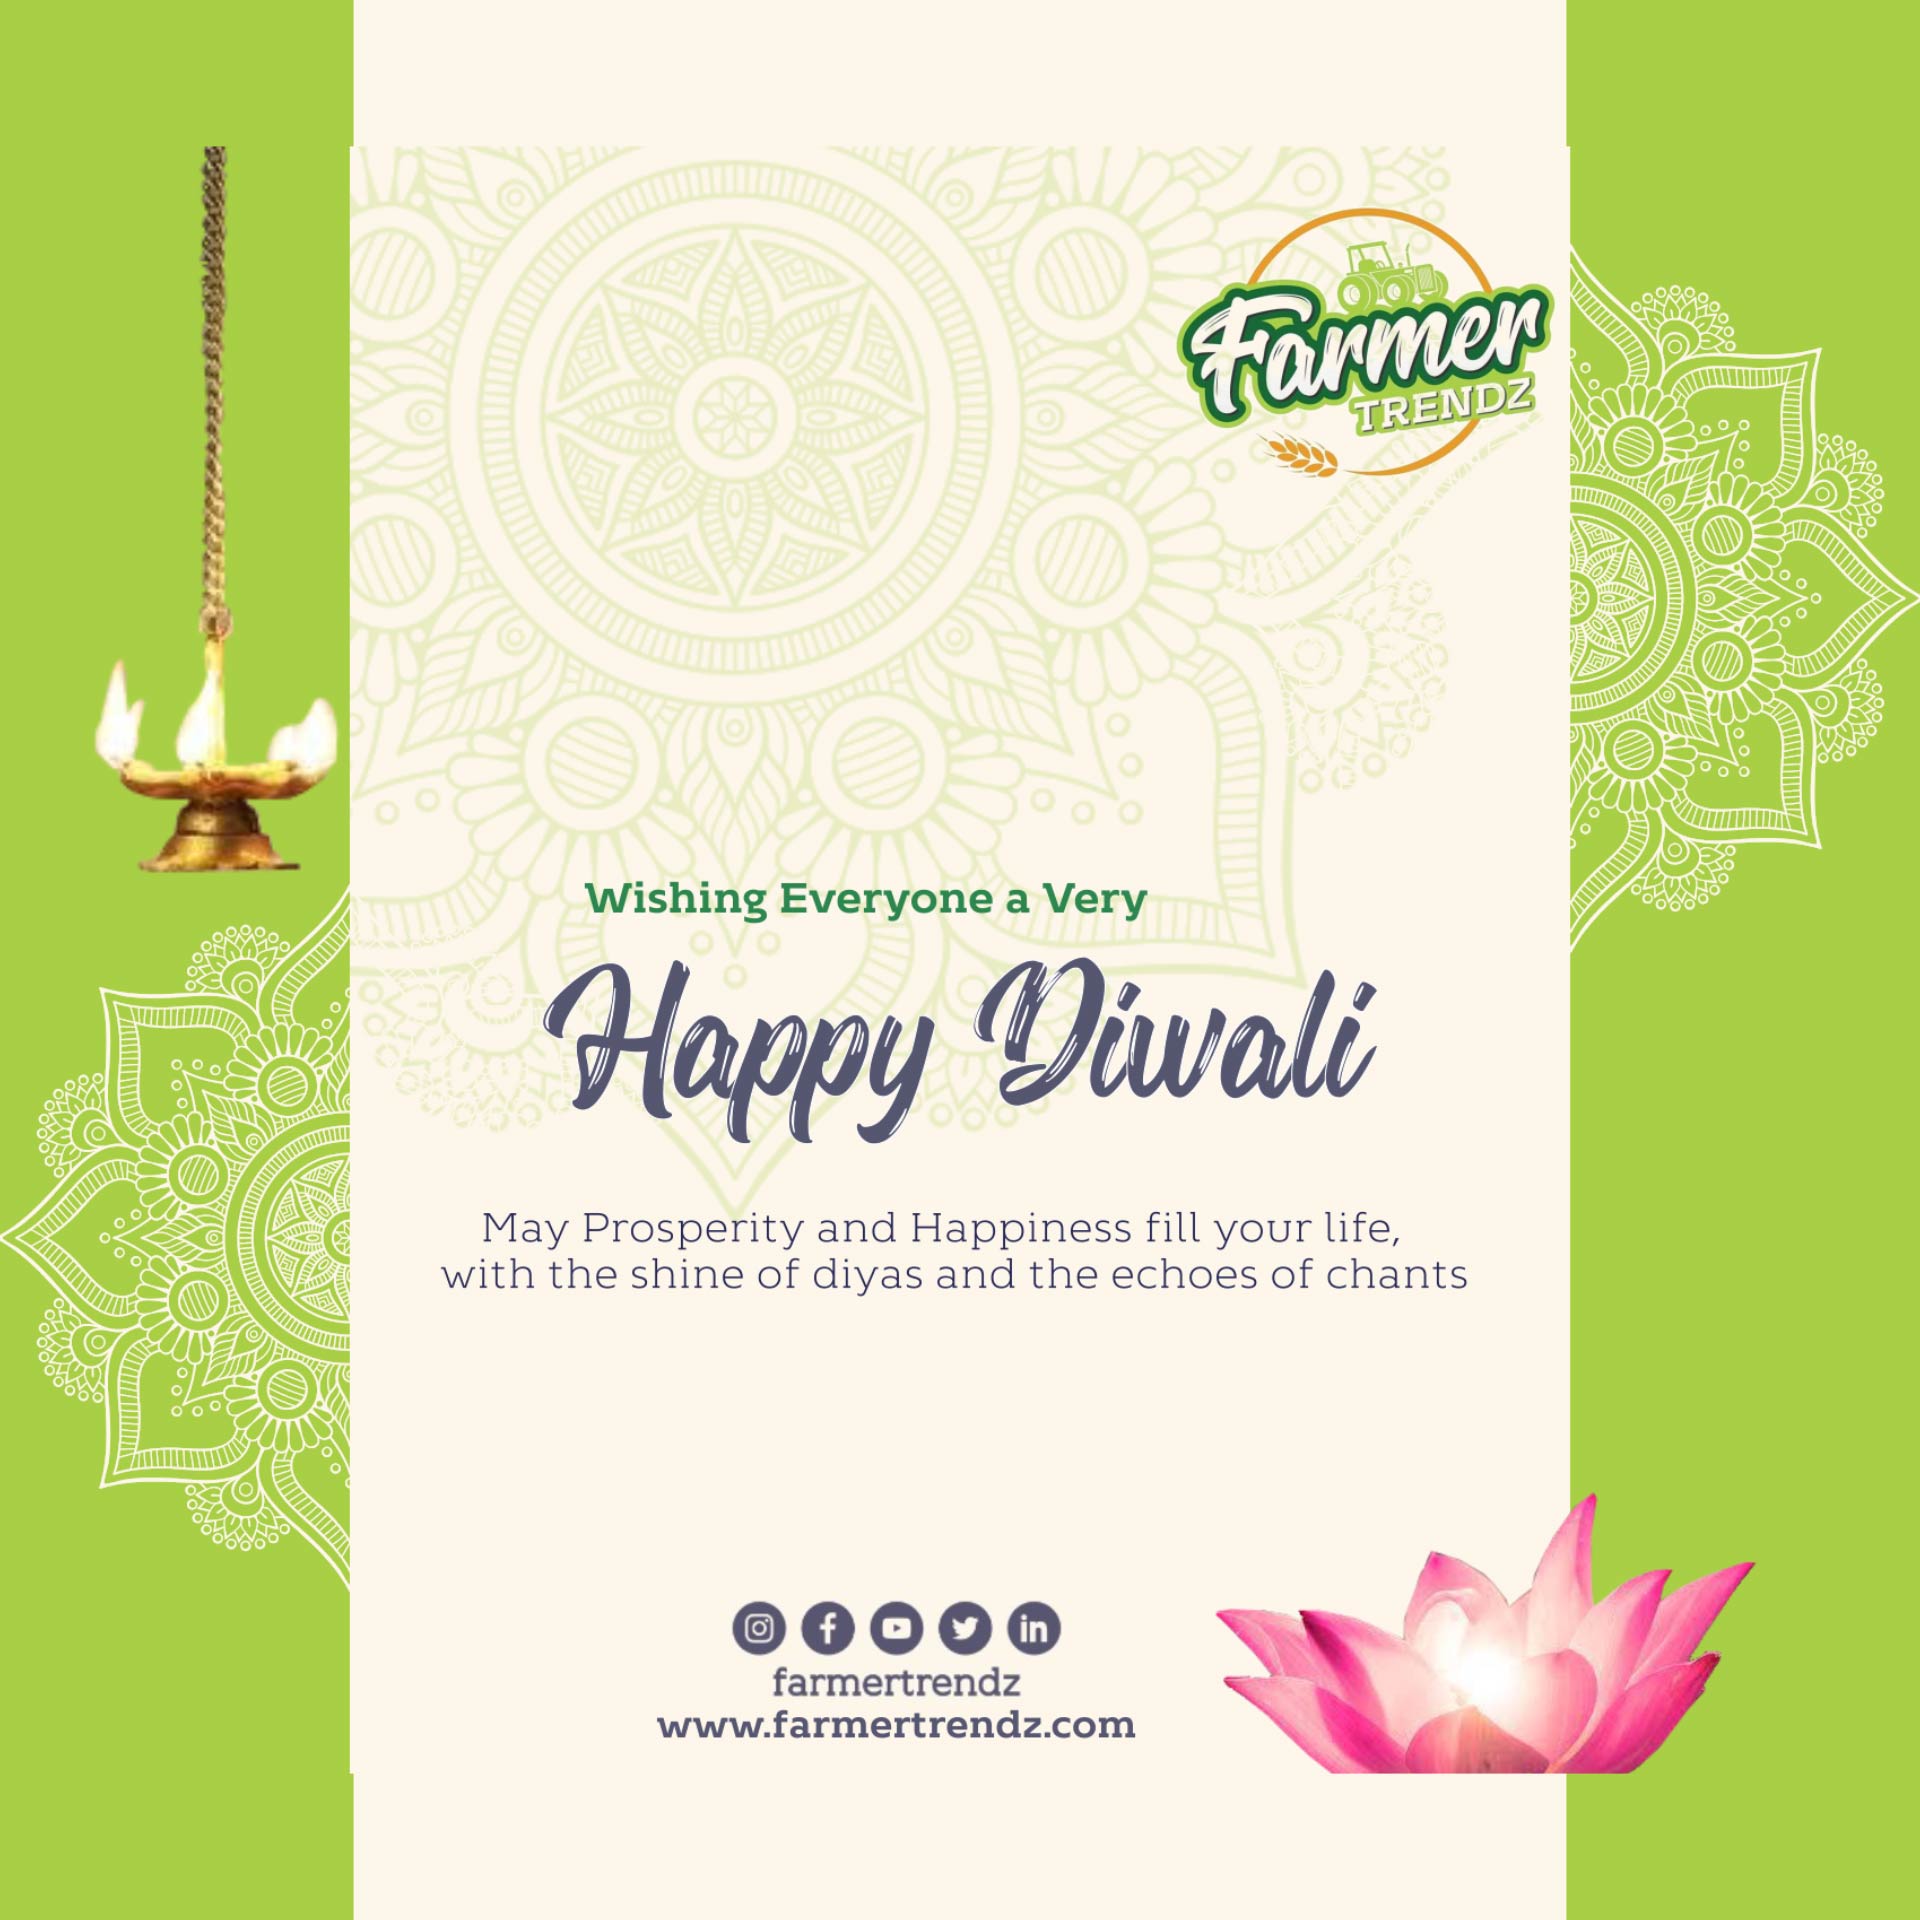 Farmer
TRENDZ
Wishing Everyone a Very
Happy Diwali
May Prosperity and Happiness fill your life,
with the shine of diyas and the echoes of chants
farmertrendz
www.farmertrendz.com